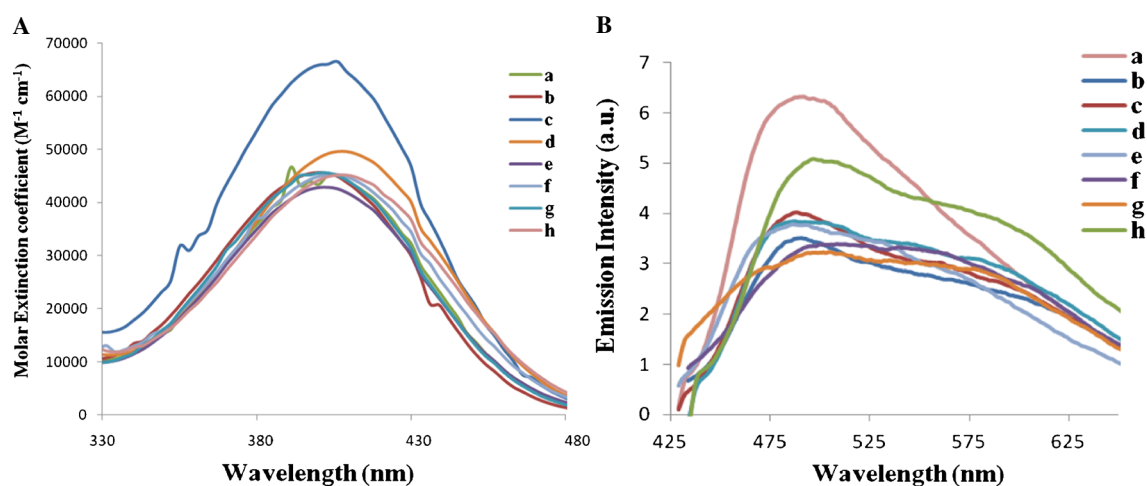 A
Molar Extinction coefficient (M⁻¹ cm⁻¹)
70000
60000
50000
40000
30000
20000
10000
0
330
380
430
480
Wavelength (nm)
a
b
c
d
e
f
g
h
B
Emission Intensity (a.u.)
7
6
5
4
3
2
1
0
425
475
525
575
625
Wavelength (nm)
a
b
c
d
e
f
g
h